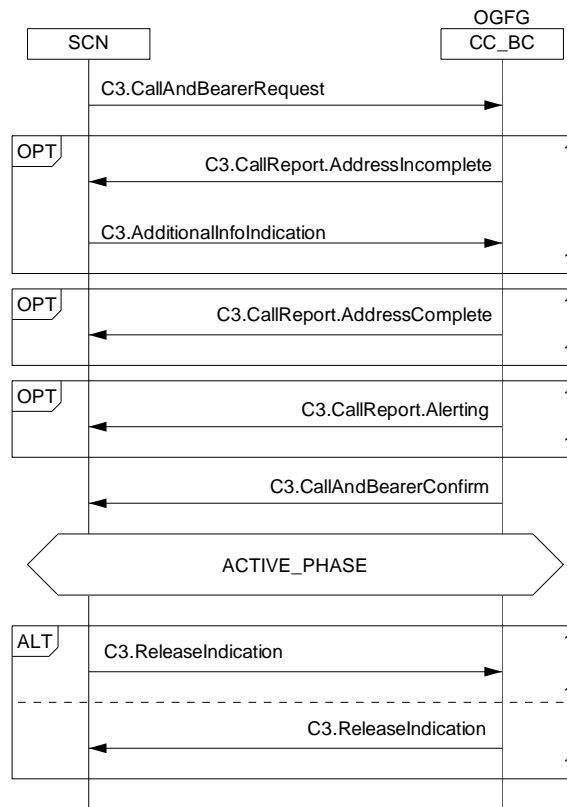 OGFG
SCN
CC_BC
C3.CallAndBearerRequest
OPT
C3.CallReport.AddressIncomplete
C3.AdditionalInfoIndication
OPT
C3.CallReport.AddressComplete
OPT
C3.CallReport.Alerting
C3.CallAndBearerConfirm
ACTIVE_PHASE
ALT
C3.ReleaseIndication
C3.ReleaseIndication